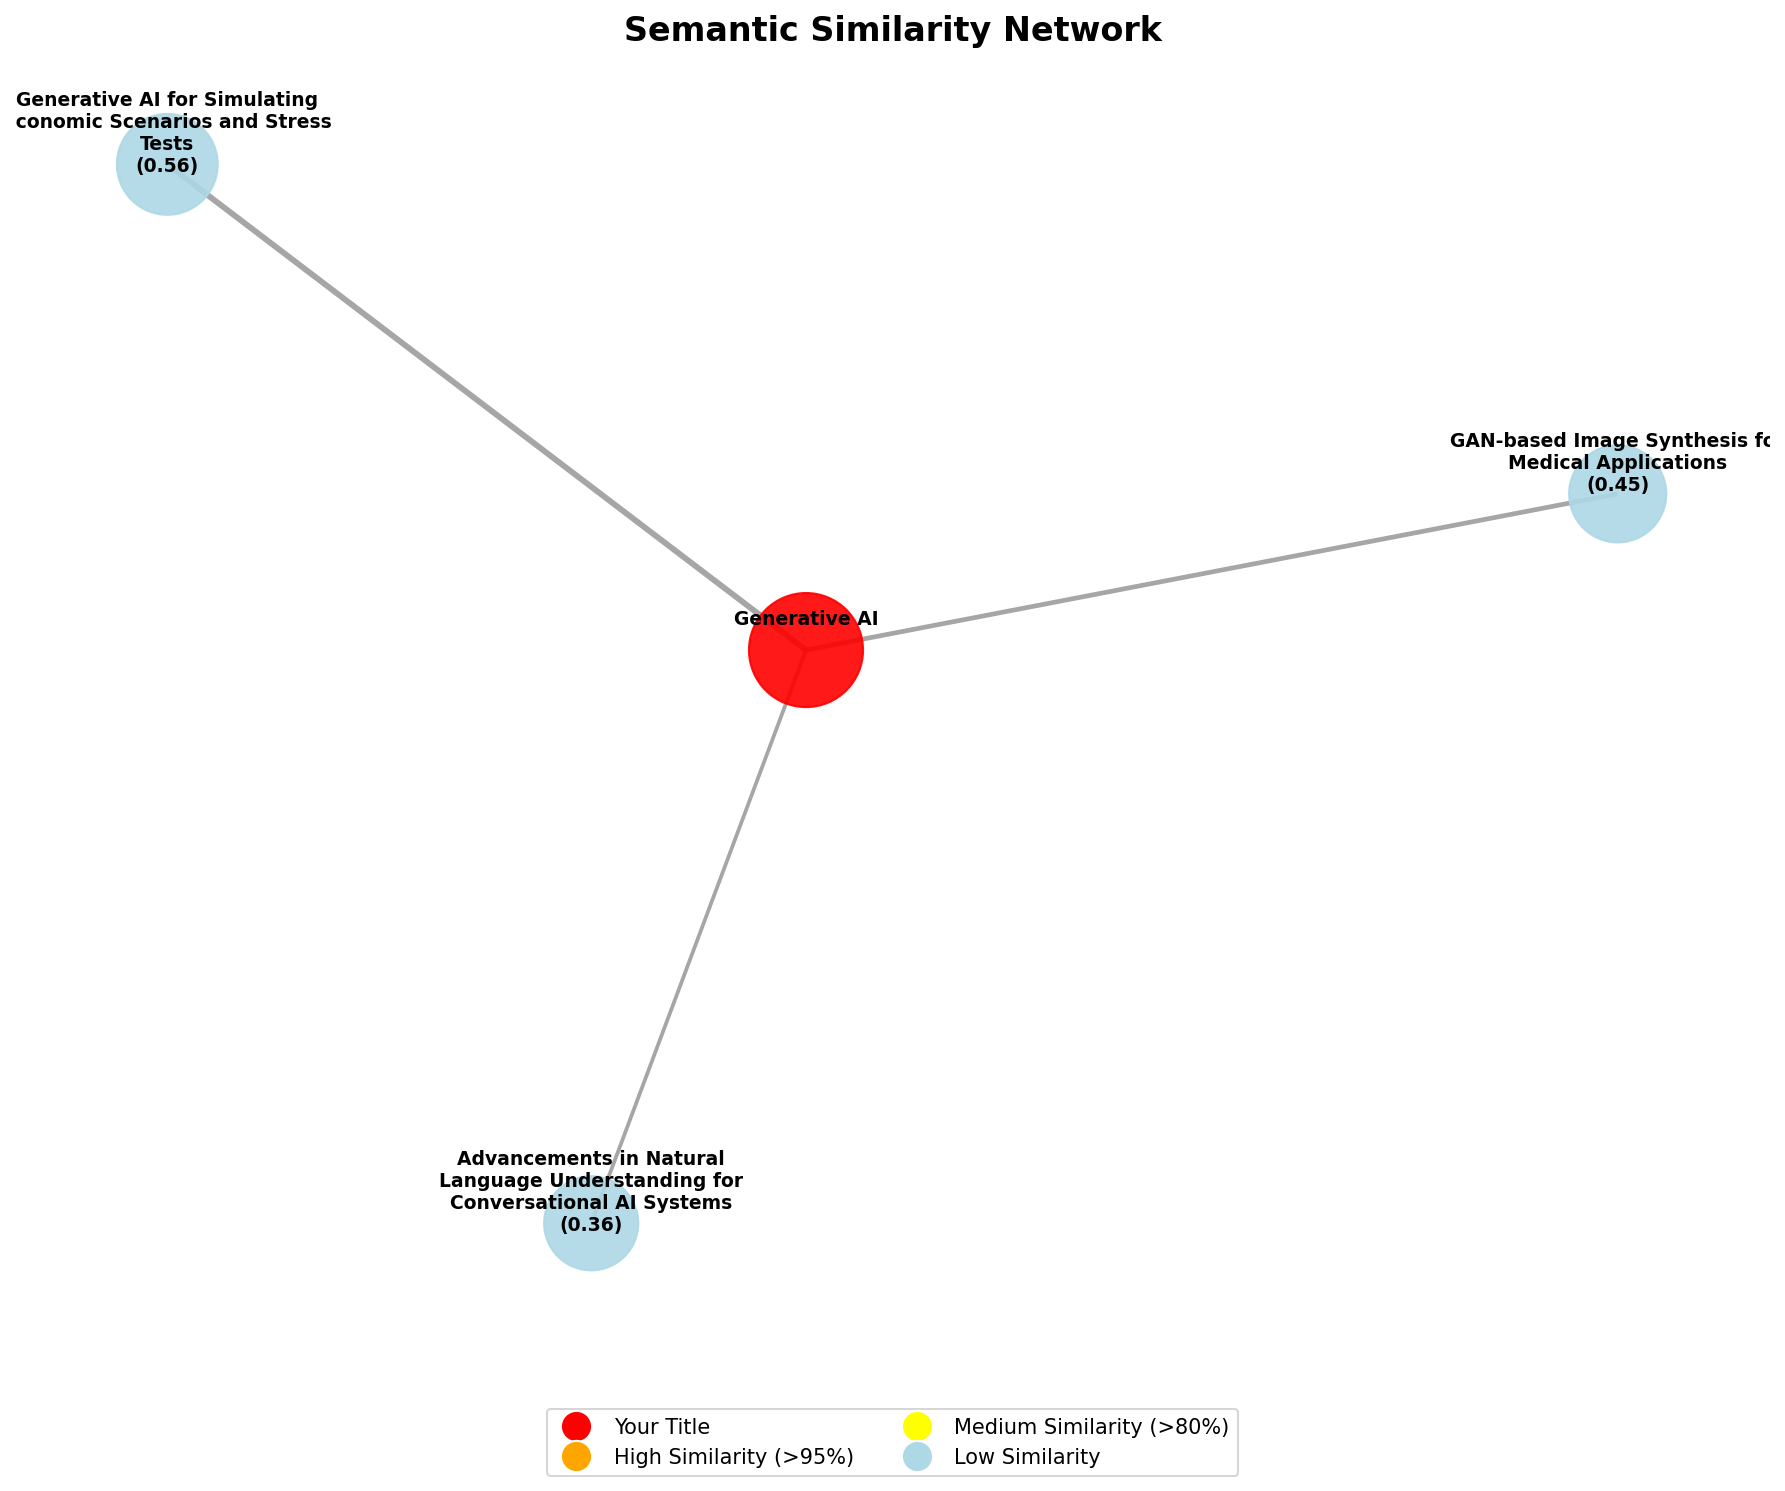 Semantic Similarity Network
Generative AI for Simulating
conomic Scenarios and Stress
Tests
(0.56)
GAN-based Image Synthesis fo
Medical Applications
(0.45)
Generative AI
Advancements in Natural
Language Understanding for
Conversational AI Systems
(0.36)
Your Title
High Similarity (>95%)
Medium Similarity (>80%)
Low Similarity